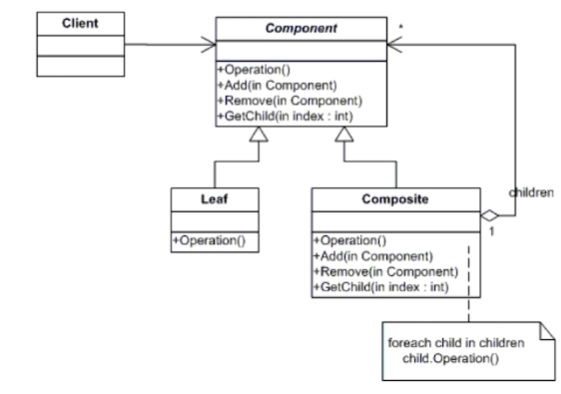 Client
Component
*
+Operation()
+Add(in Component)
+Remove(in Component)
+GetChild(in index : int)
Leaf
+Operation()
Composite
+Operation()
+Add(in Component)
+Remove(in Component)
+GetChild(in index : int)
children
1
foreach child in children
child.Operation()